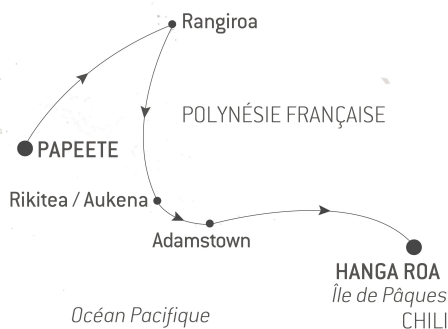 Rangiroa
POLYNÉSIE FRANÇAISE
PAPEETE
Rikitea / Aukena
Adamstown
HANGA ROA
Île de Pâques
CHILI
Océan Pacifique